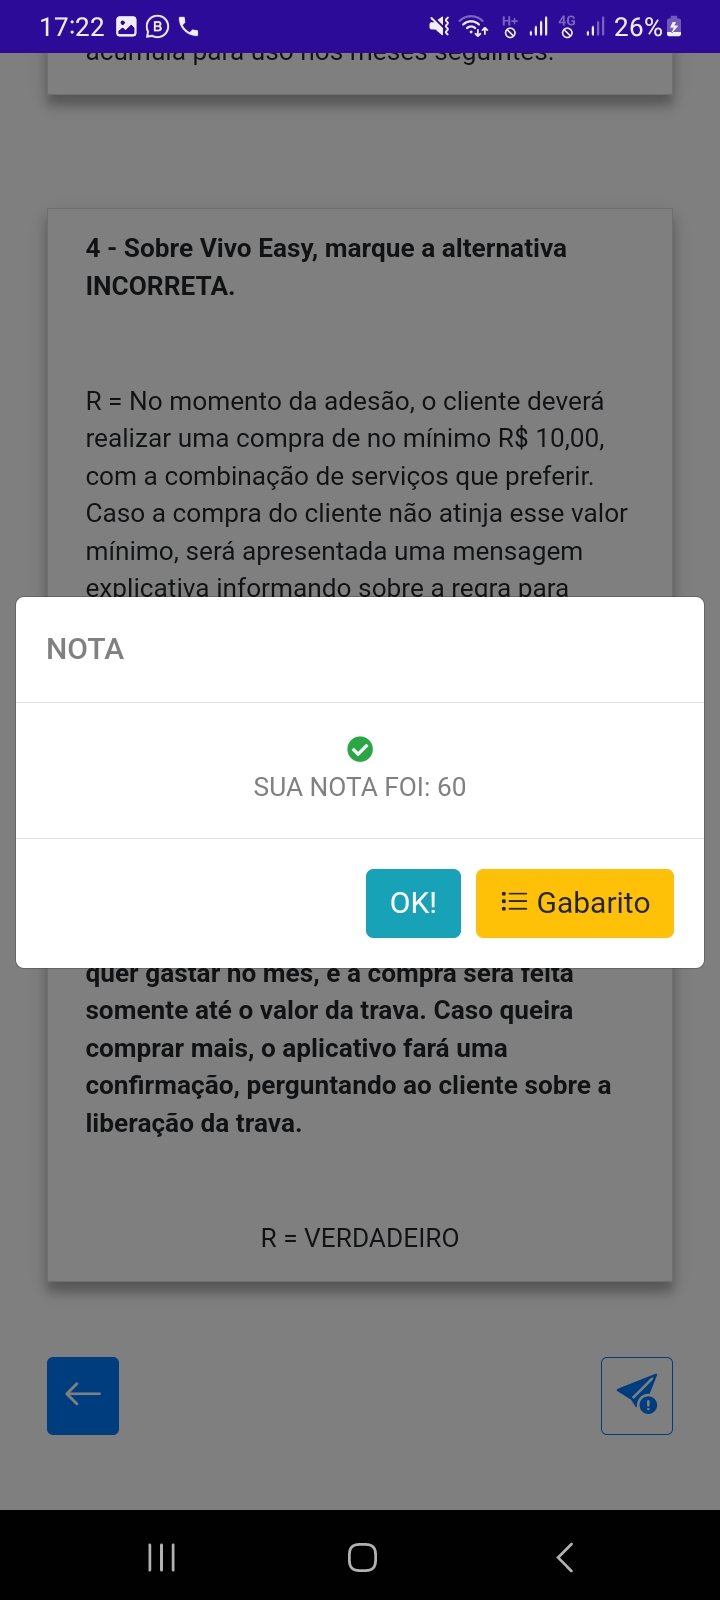 17:22
H+
4G
26%
acumula para uso nos meses seguintes.
4 - Sobre Vivo Easy, marque a alternativa
INCORRETA.
R = No momento da adesão, o cliente deverá
realizar uma compra de no mínimo R$ 10,00,
com a combinação de serviços que preferir.
Caso a compra do cliente não atinja esse valor
mínimo, será apresentada uma mensagem
explicativa informando sobre a regra para
NOTA
SUA NOTA FOI: 60
OK!
Gabarito
quer gastar no mês, e a compra será feita
somente até o valor da trava. Caso queira
comprar mais, o aplicativo fará uma
confirmação, perguntando ao cliente sobre a
liberação da trava.
R = VERDADEIRO